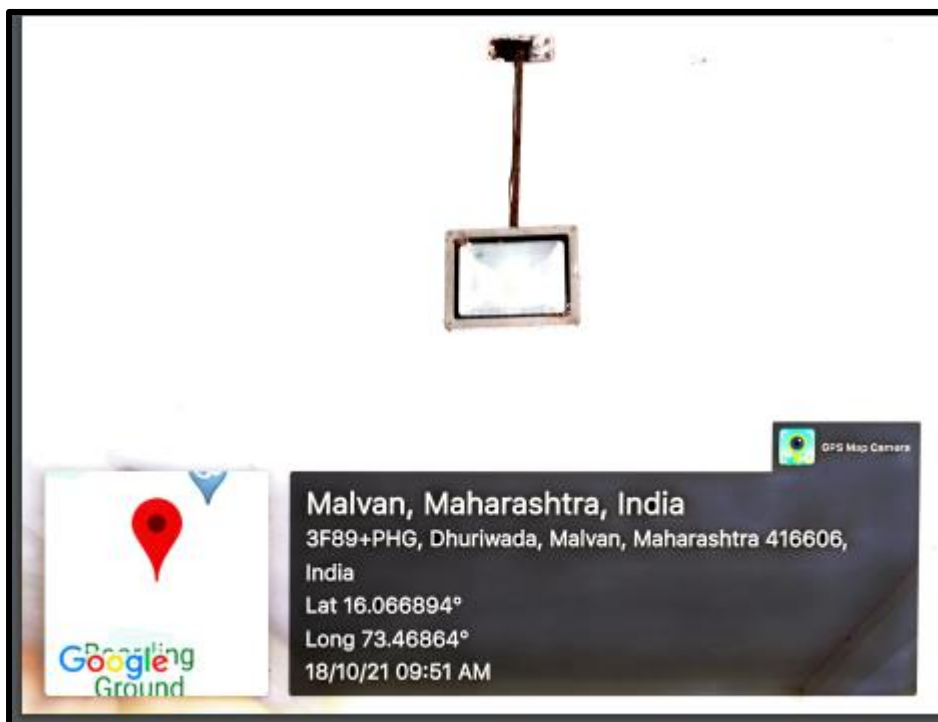 GPS Map Camera
Malvan, Maharashtra, India
3F89+PHG, Dhuriwada, Malvan, Maharashtra 416606,
India
Lat 16.066894°
Long 73.46864°
18/10/21 09:51 AM
Google
Ground